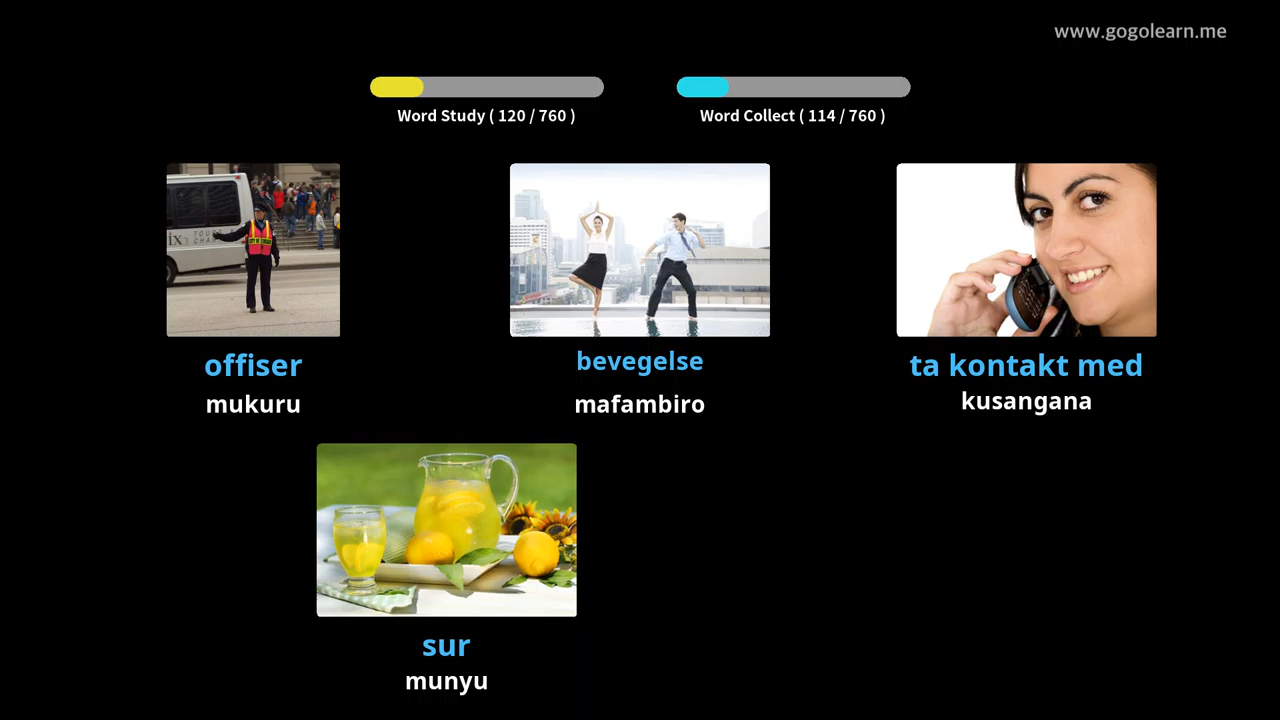 www.gogolearn.me
Word Study ( 120 / 760 )
Word Collect ( 114 / 760 )
offiser
mukuru
bevegelse
mafambiro
ta kontakt med
kusangana
sur
munyu